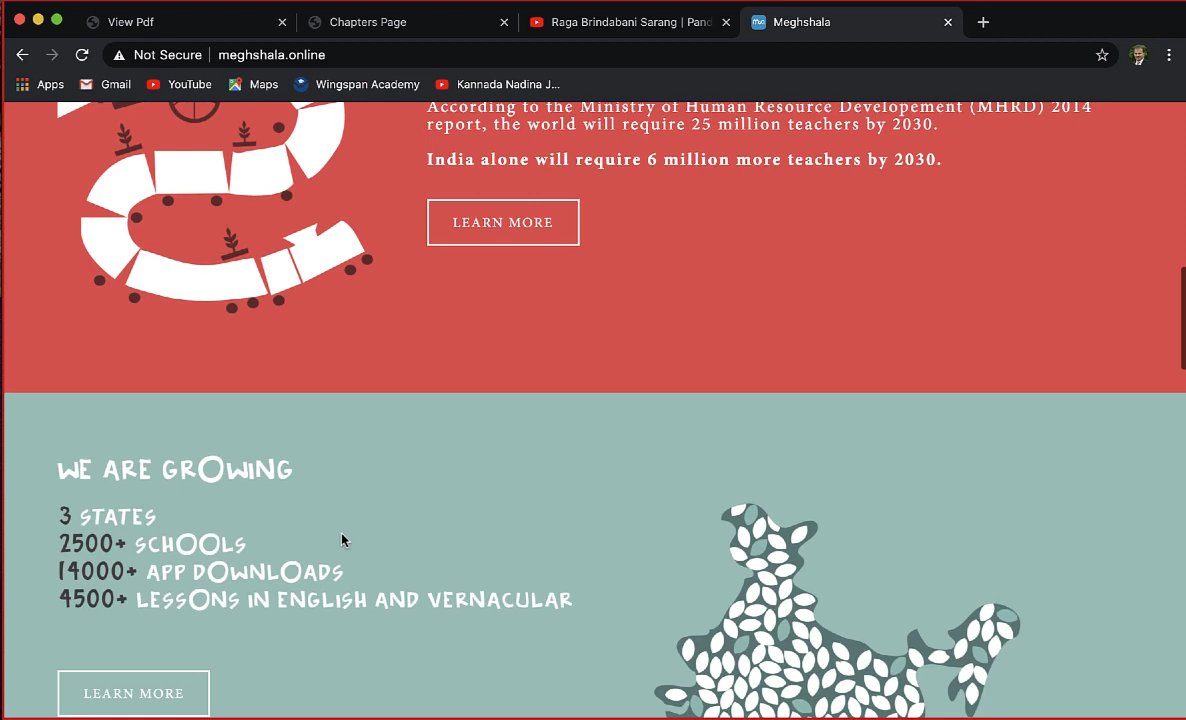 View Pdf
Chapters Page
Raga Brindabani Sarang | Pand
Meghshala
Not Secure
meghshala.online
Apps
Gmail
YouTube
Maps
Wingspan Academy
Kannada Nadina J...
According to the Ministry of Human Resource Developement (MHRD) 2014
report, the world will require 25 million teachers by 2030.
India alone will require 6 million more teachers by 2030.
LEARN MORE
WE ARE GROWING
3 STATES
2500+ SCHOOLS
14000+ APP DOWNLOADS
4500+ LESSONS IN ENGLISH AND VERNACULAR
LEARN MORE